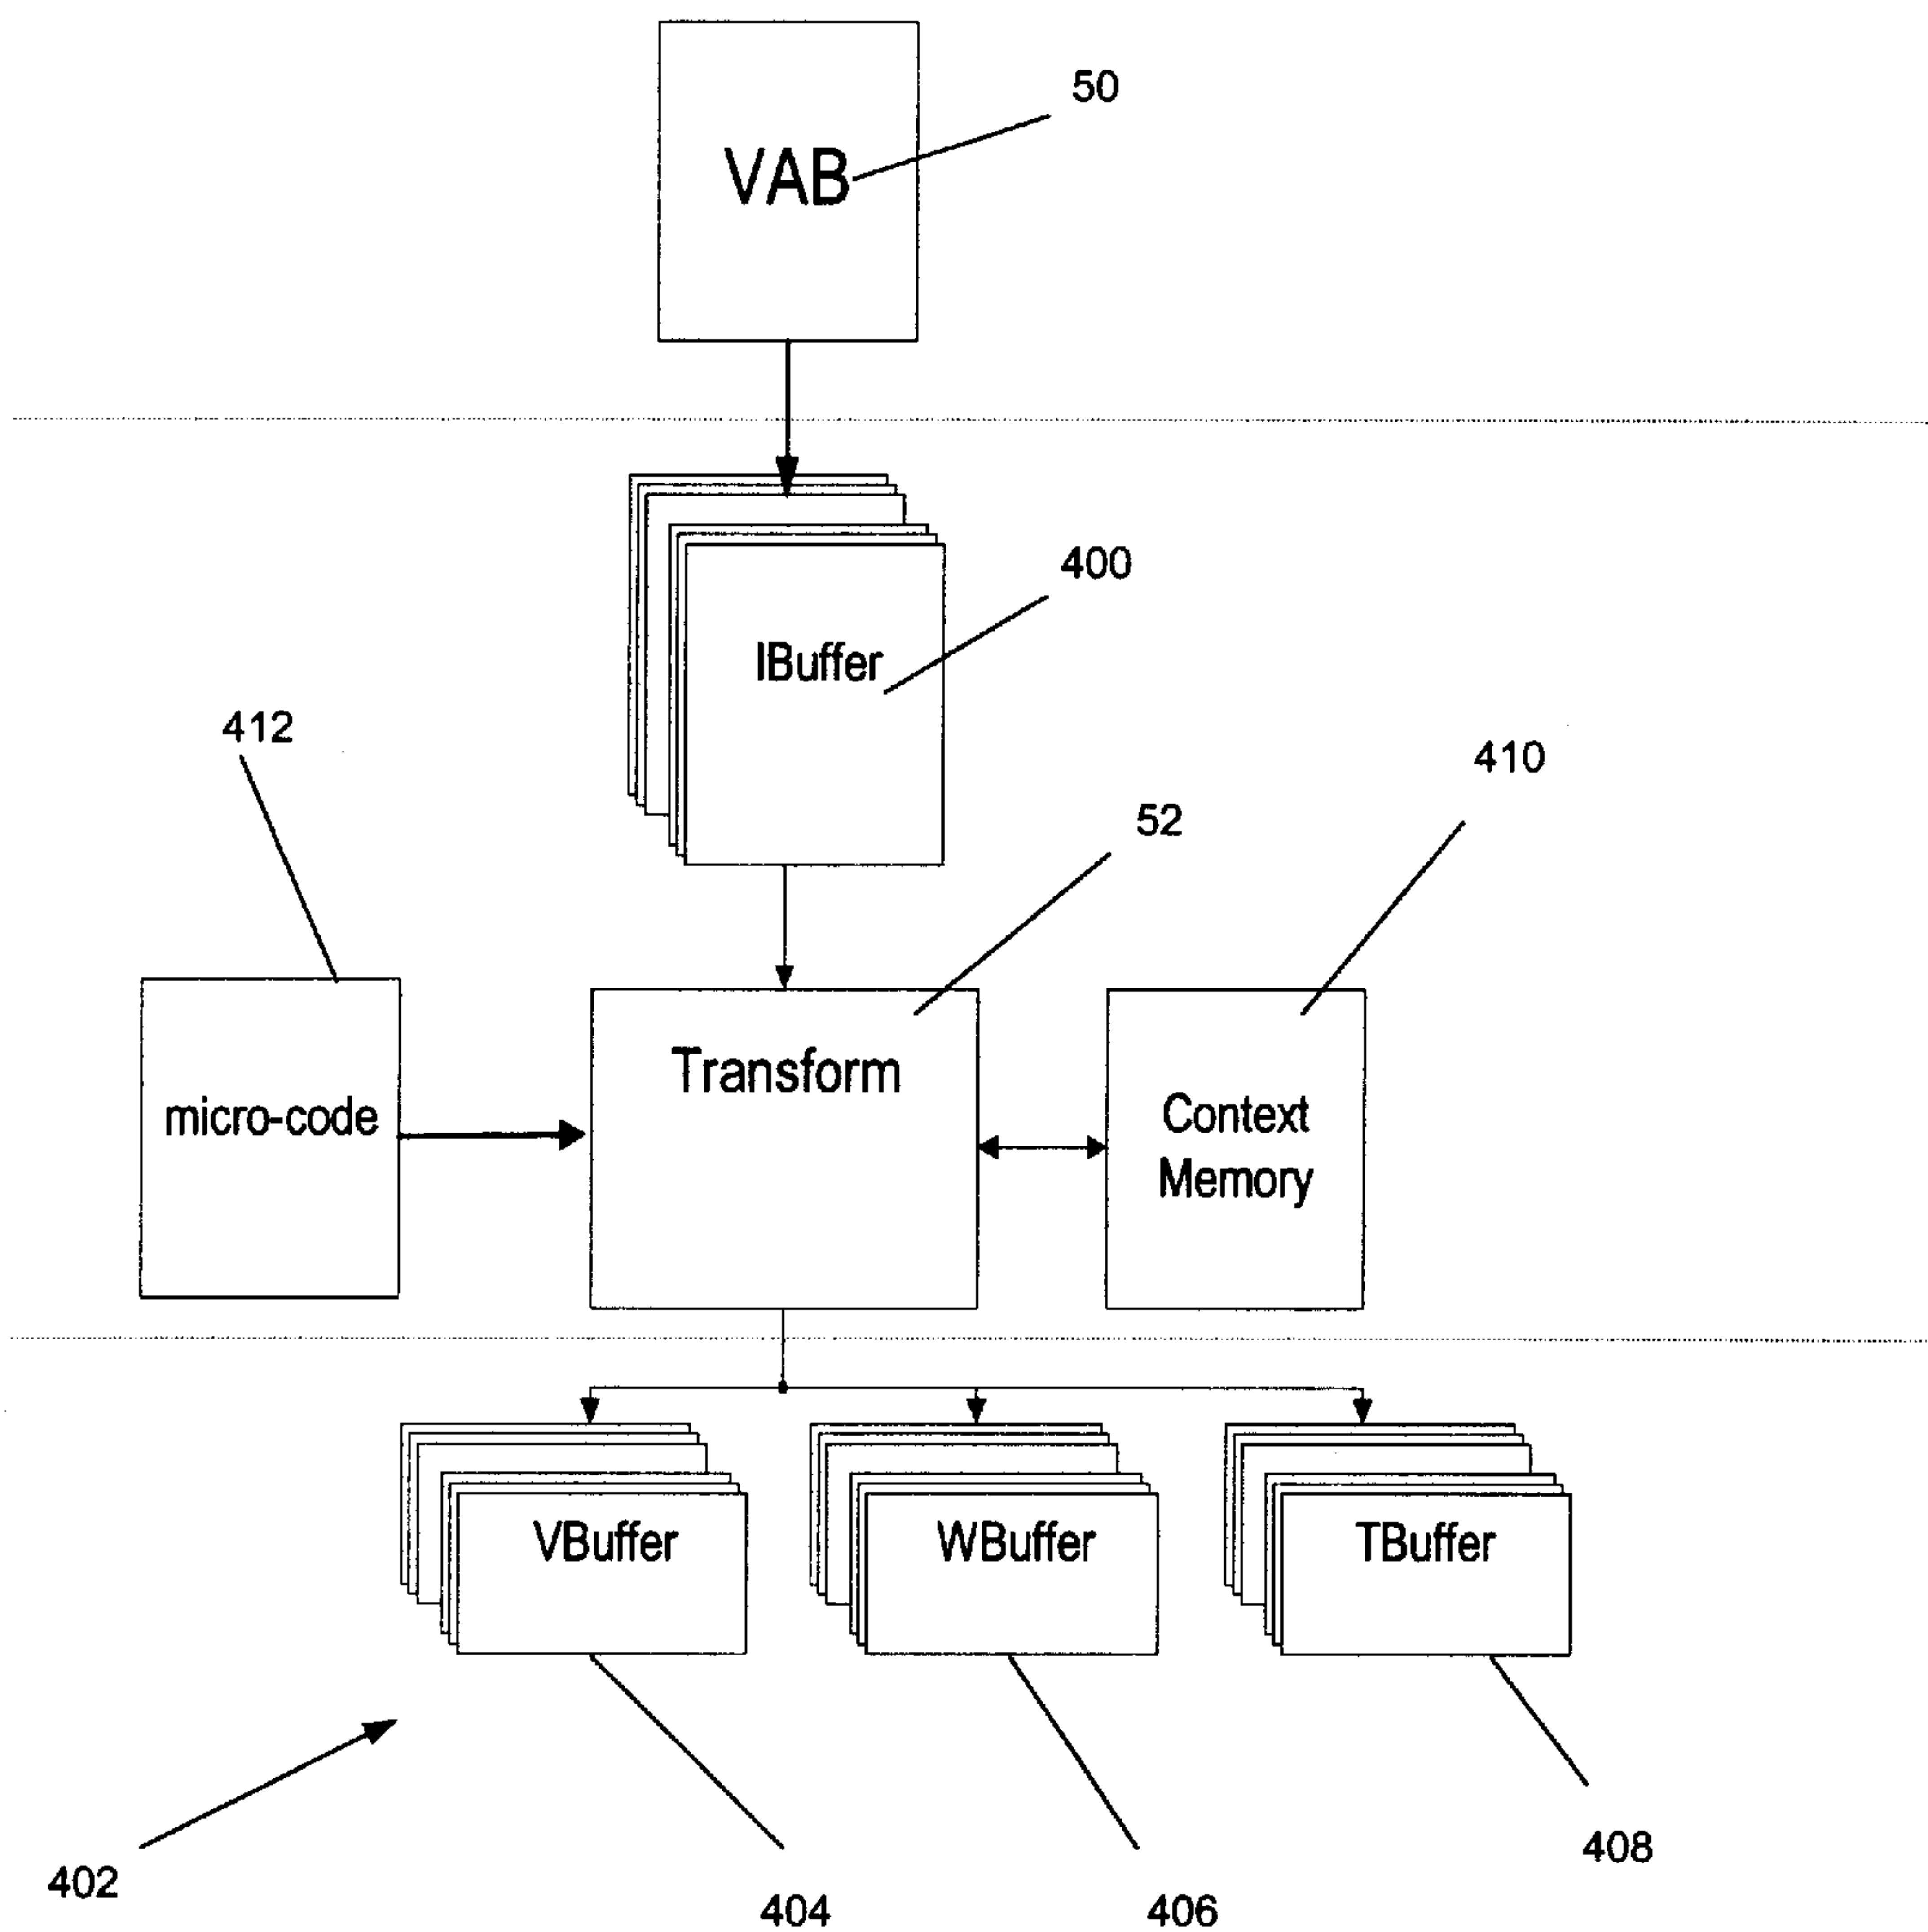 50
VAB
400
IBuffer
412
410
52
Transform
micro-code
Context
Memory
VBuffer
WBuffer
TBuffer
402
404
406
408